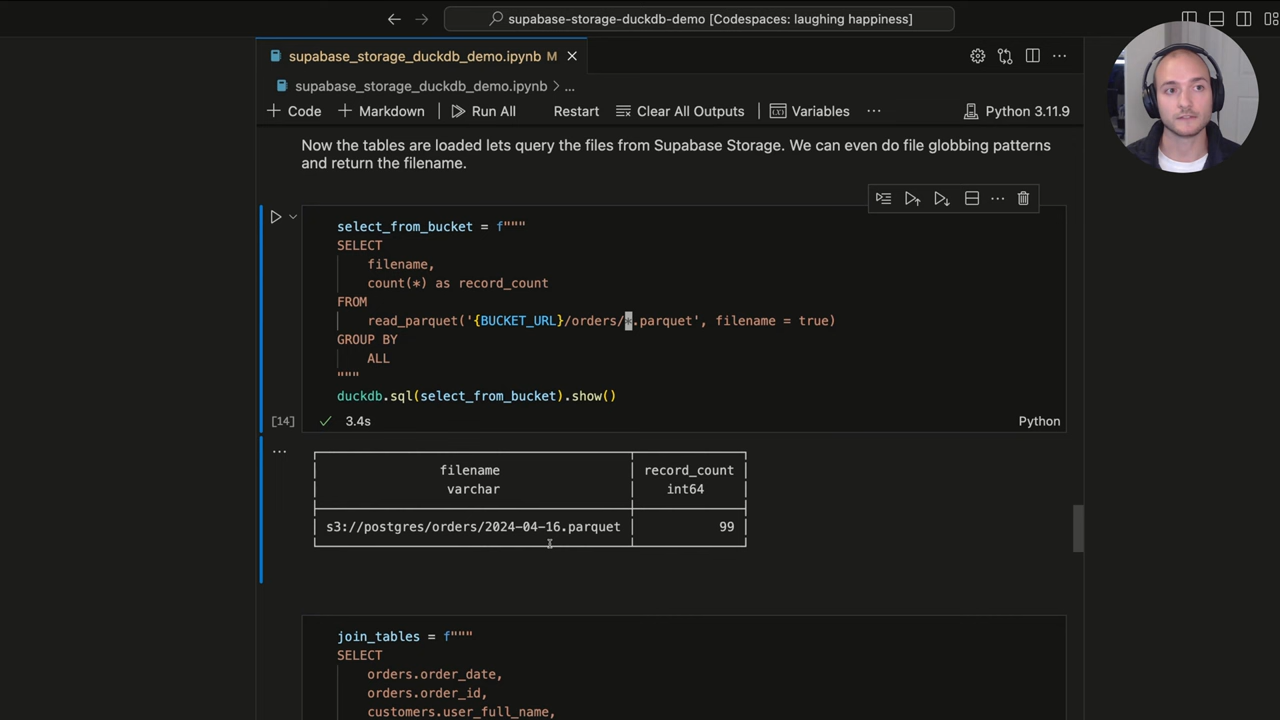 supabase-storage-duckdb-demo [Codespaces: laughing happiness]
supabase_storage_duckdb_demo.ipynb M
supabase_storage_duckdb_demo.ipynb > ...
+ Code + Markdown Run All Restart Clear All Outputs Variables ... Python 3.11.9
Now the tables are loaded lets query the files from Supabase Storage. We can even do file globbing patterns
and return the filename.
select_from_bucket = f"""
SELECT
filename,
count(*) as record_count
FROM
read_parquet('{BUCKET_URL}/orders/*.parquet', filename = true)
GROUP BY
ALL
"""
duckdb.sql(select_from_bucket).show()
[14] 3.4s Python
...
filename record_count
varchar int64
s3://postgres/orders/2024-04-16.parquet 99
join_tables = f"""
SELECT
orders.order_date,
orders.order_id,
customers.user_full_name,